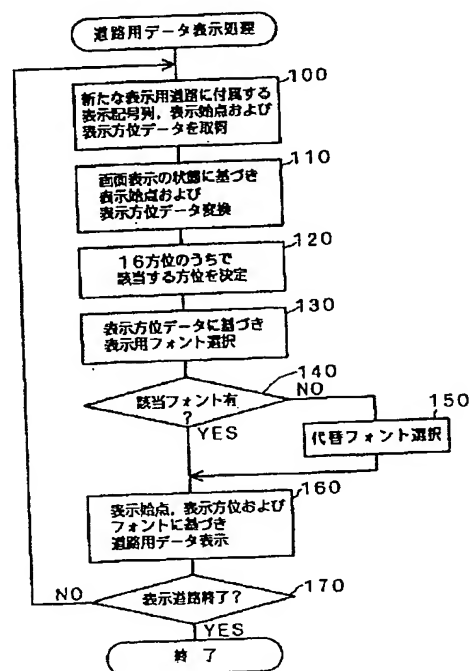 道路用データ表示処理
100
新たな表示用道路に付属する
表示記号列,表示始点および
表示方位データを取得
110
画面表示の状態に基づき
表示始点および
表示方位データ変換
120
16方位のうちで
該当する方位を決定
130
表示方位データに基づき
表示用フォント選択
140
該当フォント有
?
NO
YES
150
代替フォント選択
160
表示始点,表示方位および
フォントに基づき
道路用データ表示
170
表示道路終了?
NO
YES
終了